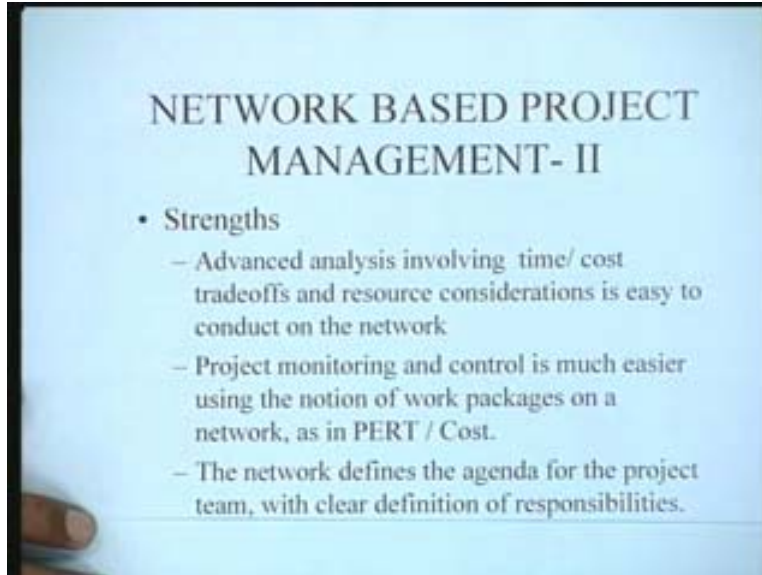 NETWORK BASED PROJECT
MANAGEMENT- II
• Strengths
– Advanced analysis involving time/ cost
tradeoffs and resource considerations is easy to
conduct on the network
– Project monitoring and control is much easier
using the notion of work packages on a
network, as in PERT / Cost.
– The network defines the agenda for the project
team, with clear definition of responsibilities.